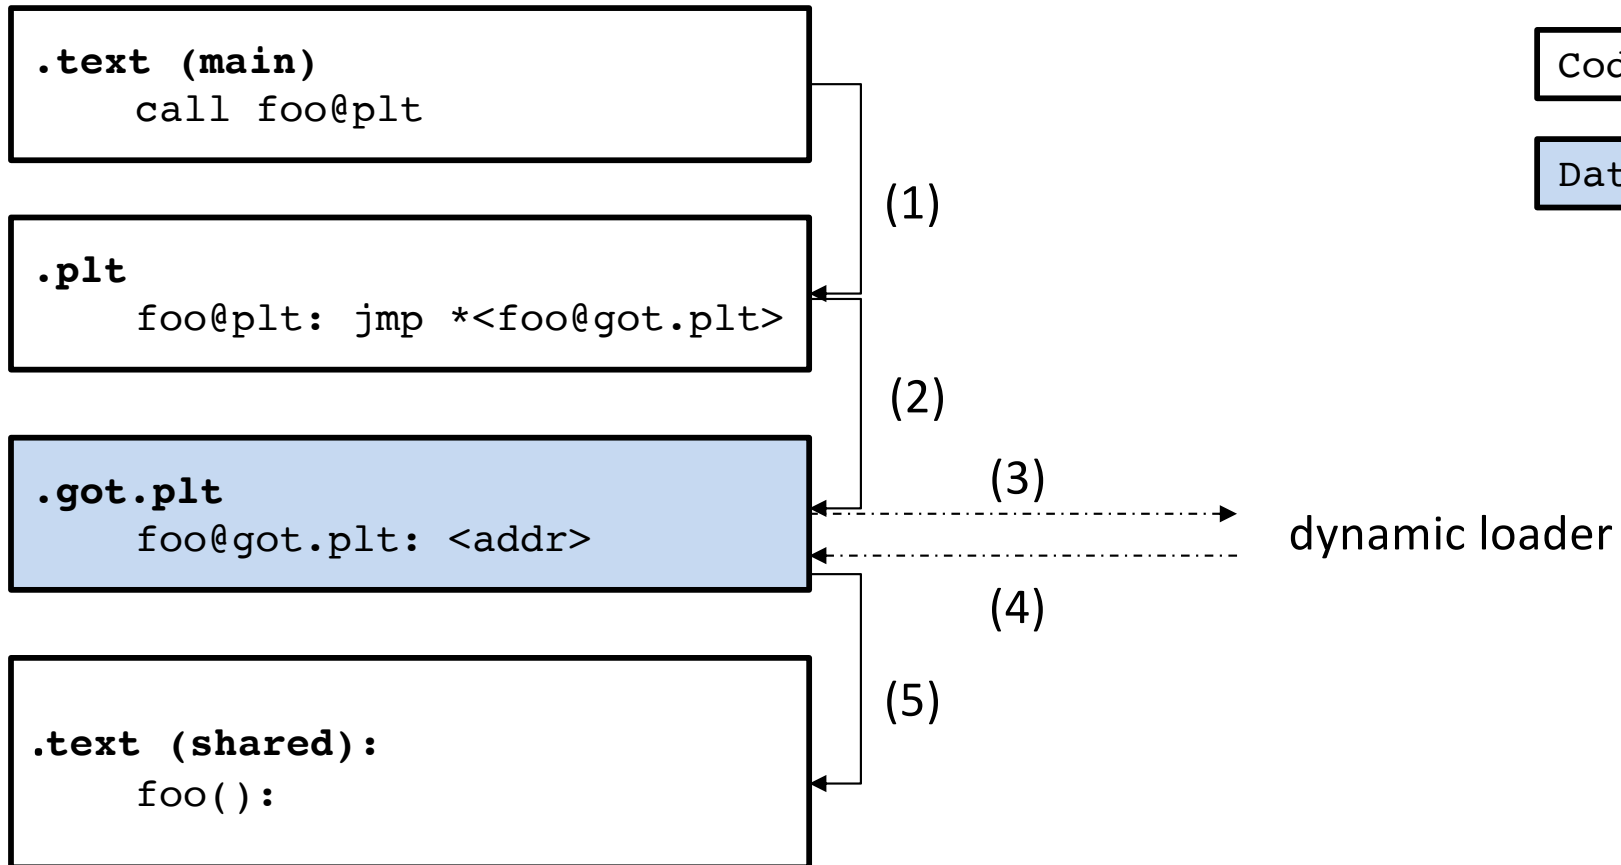 .text (main)
call foo@plt
.plt
foo@plt: jmp *<foo@got.plt>
.got.plt
foo@got.plt: <addr>
.text (shared):
foo():
(1)
(2)
(3)
(4)
(5)
dynamic loader